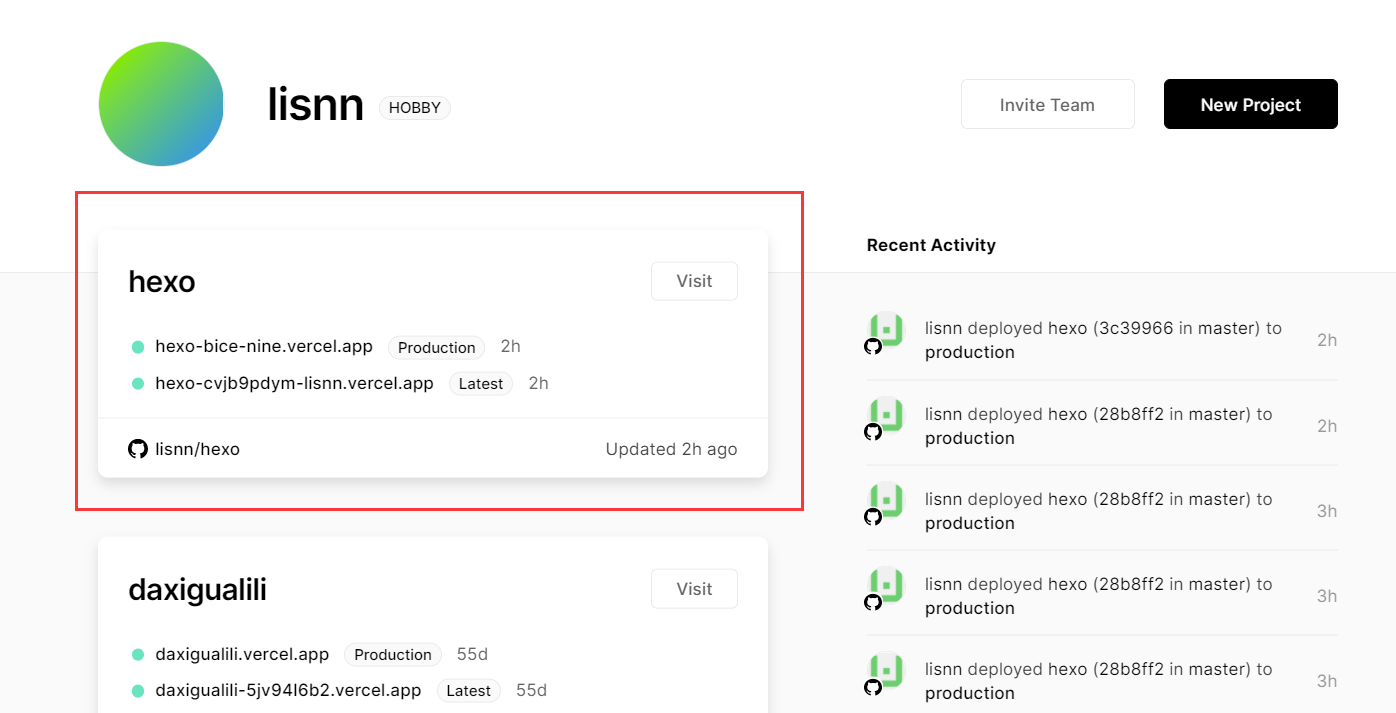 lisnn HOBBY
Invite Team
New Project
hexo
Visit
hexo-bice-nine.vercel.app Production 2h
hexo-cvjb9pdym-lisnn.vercel.app Latest 2h
lisnn/hexo
Updated 2h ago
daxigualili
Visit
daxigualili.vercel.app Production 55d
daxigualili-5jv94l6b2.vercel.app Latest 55d
Recent Activity
lisnn deployed hexo (3c39966 in master) to
production
2h
lisnn deployed hexo (28b8ff2 in master) to
production
2h
lisnn deployed hexo (28b8ff2 in master) to
production
3h
lisnn deployed hexo (28b8ff2 in master) to
production
3h
lisnn deployed hexo (28b8ff2 in master) to
production
3h